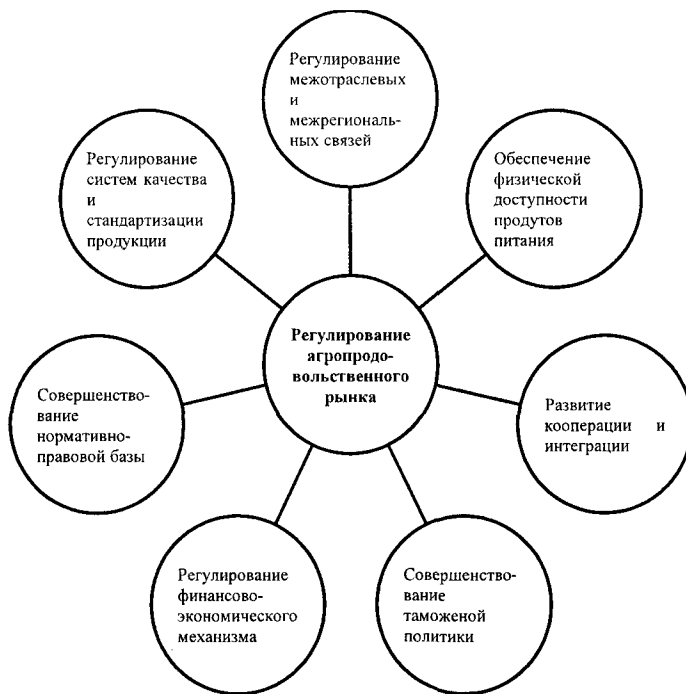 Регулирование
межотраслевых
и
межрегиональ-
ных связей
Регулирование
систем качества
и
стандартизации
продукции
Обеспечение
физической
доступности
продутов
питания
Регулирование
агропродо-
вольственного
рынка
Совершенство-
вание
нормативно-
правовой базы
Развитие
кооперации и
интеграции
Регулирование
финансово-
экономического
механизма
Совершенство-
вание
таможеной
политики